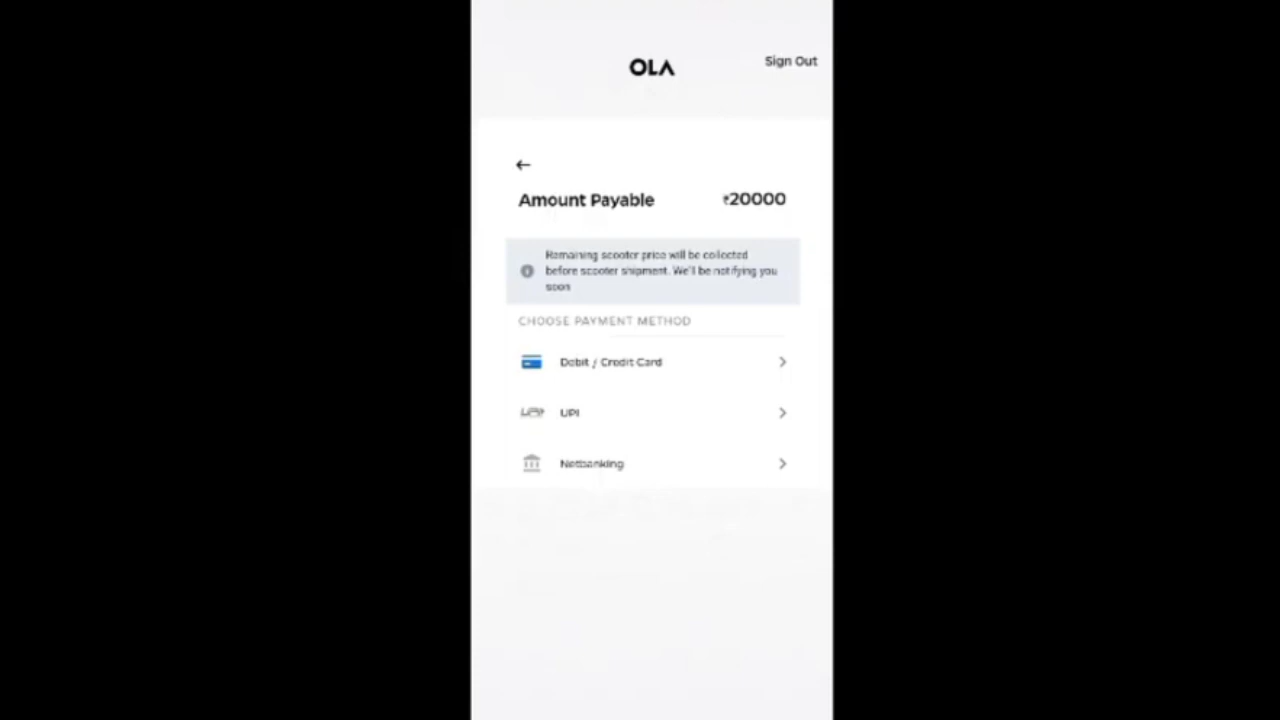 OLA
Sign Out
Amount Payable ₹20000
Remaining scooter price will be collected
before scooter shipment. We'll be notifying you
soon
CHOOSE PAYMENT METHOD
Debit / Credit Card
UPI UPI
Netbanking